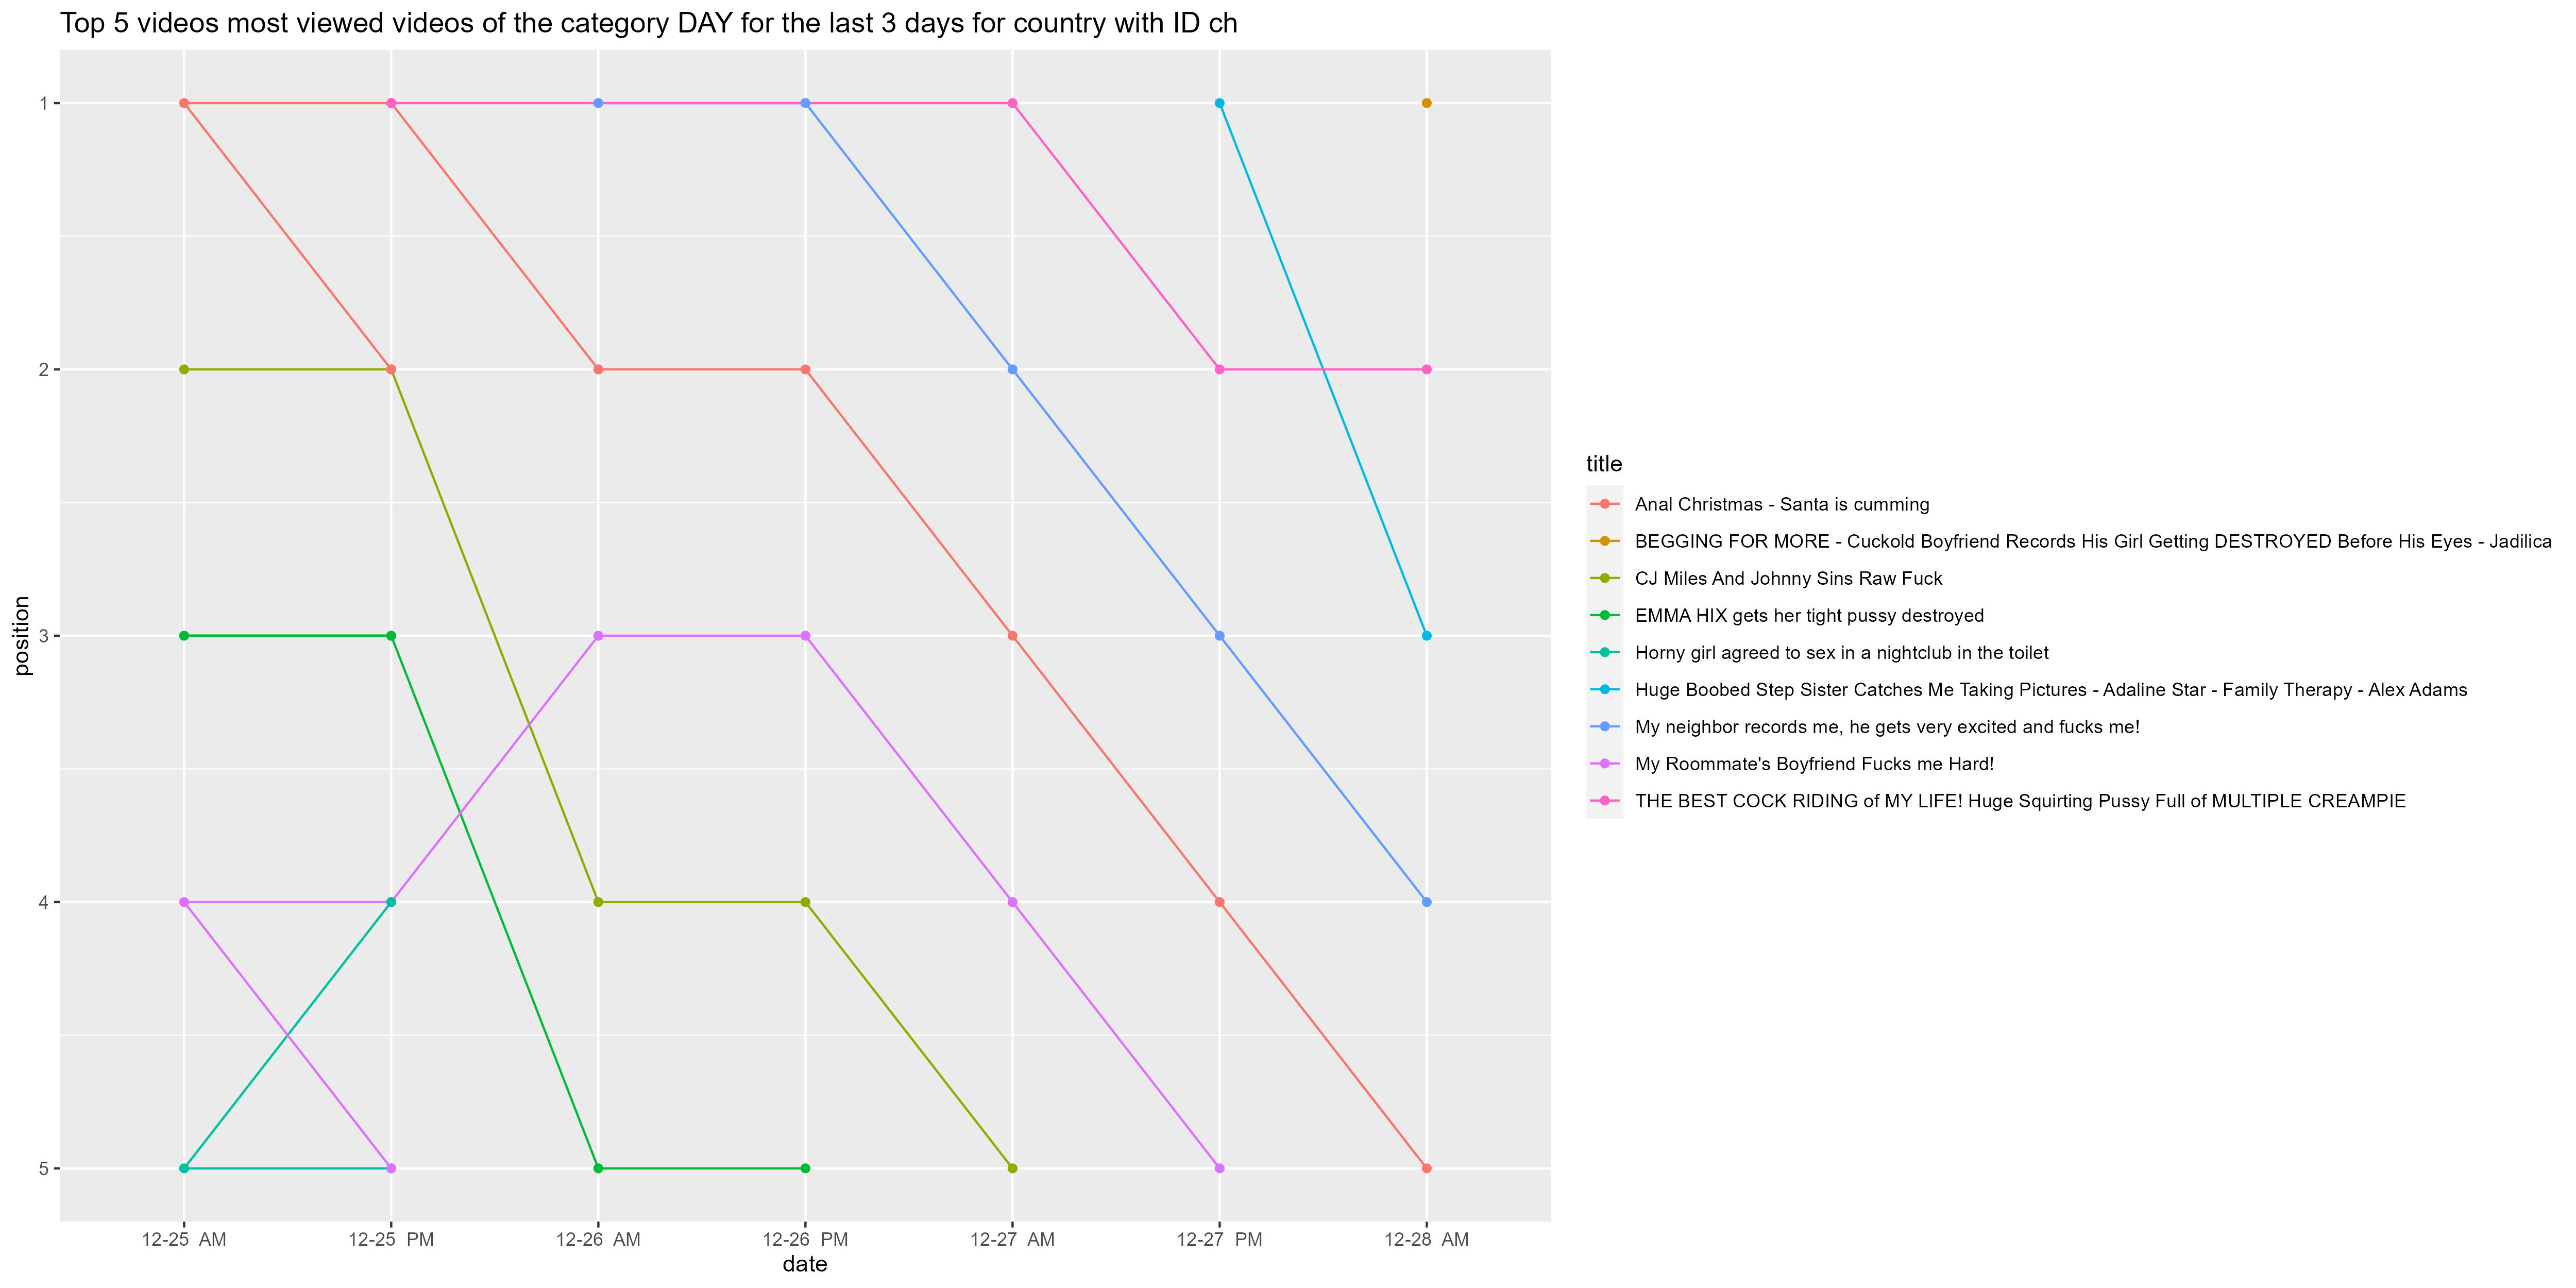 Top 5 videos most viewed videos of the category DAY for the last 3 days for country with ID ch
position
1
2
3
4
5
12-25 AM
12-25 PM
12-26 AM
12-26 PM
12-27 AM
12-27 PM
12-28 AM
date
title
Anal Christmas - Santa is cumming
BEGGING FOR MORE - Cuckold Boyfriend Records His Girl Getting DESTROYED Before His Eyes - Jadilica
CJ Miles And Johnny Sins Raw Fuck
EMMA HIX gets her tight pussy destroyed
Horny girl agreed to sex in a nightclub in the toilet
Huge Boobed Step Sister Catches Me Taking Pictures - Adaline Star - Family Therapy - Alex Adams
My neighbor records me, he gets very excited and fucks me!
My Roommate's Boyfriend Fucks me Hard!
THE BEST COCK RIDING of MY LIFE! Huge Squirting Pussy Full of MULTIPLE CREAMPIE